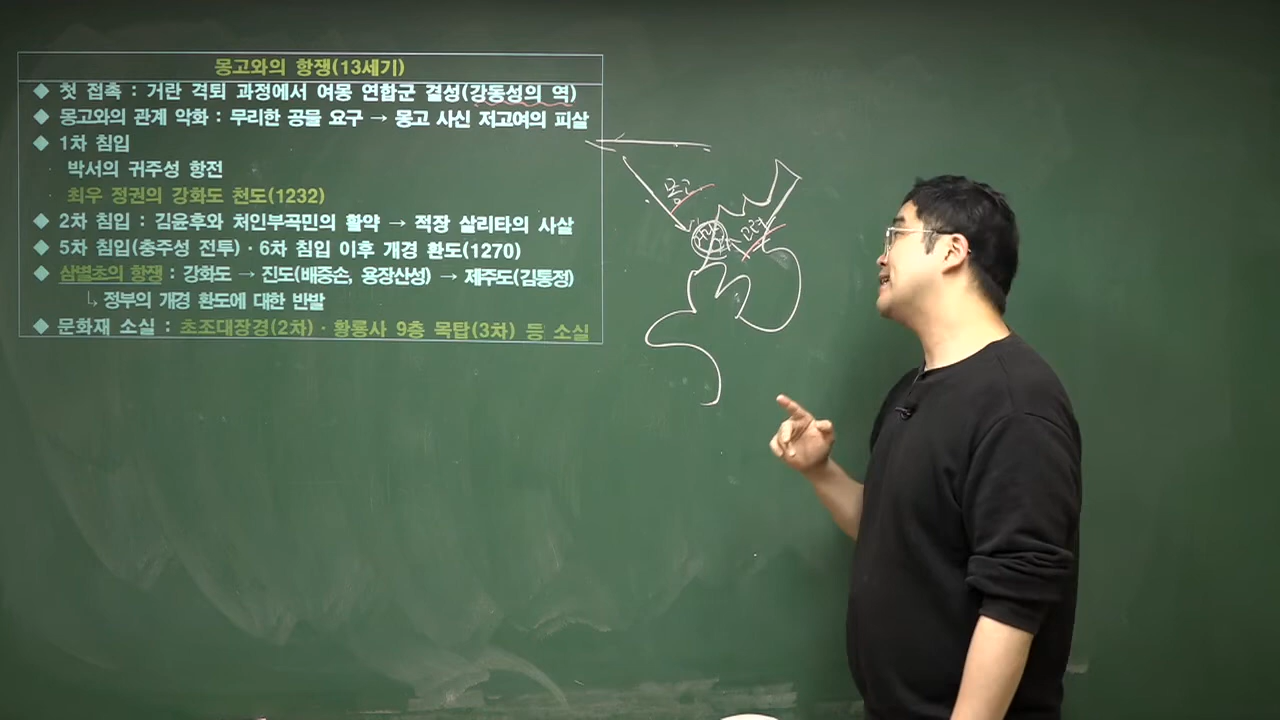 몽고와의 항쟁(13세기)
◆ 첫 접촉 : 거란 격퇴 과정에서 여몽 연합군 결성(강동성의 역)
◆ 몽고와의 관계 악화 : 무리한 공물 요구 → 몽고 사신 저고여의 피살
◆ 1차 침입
· 박서의 귀주성 항전
· 최우 정권의 강화도 천도(1232)
◆ 2차 침입 : 김윤후와 처인부곡민의 활약 → 적장 살리타의 사살
◆ 5차 침입(충주성 전투) · 6차 침입 이후 개경 환도(1270)
◆ 삼별초의 항쟁 : 강화도 → 진도(배중손, 용장산성) → 제주도(김통정)
↳ 정부의 개경 환도에 대한 반발
◆ 문화재 소실 : 초조대장경(2차) · 황룡사 9층 목탑(3차) 등 소실
몽고
고려